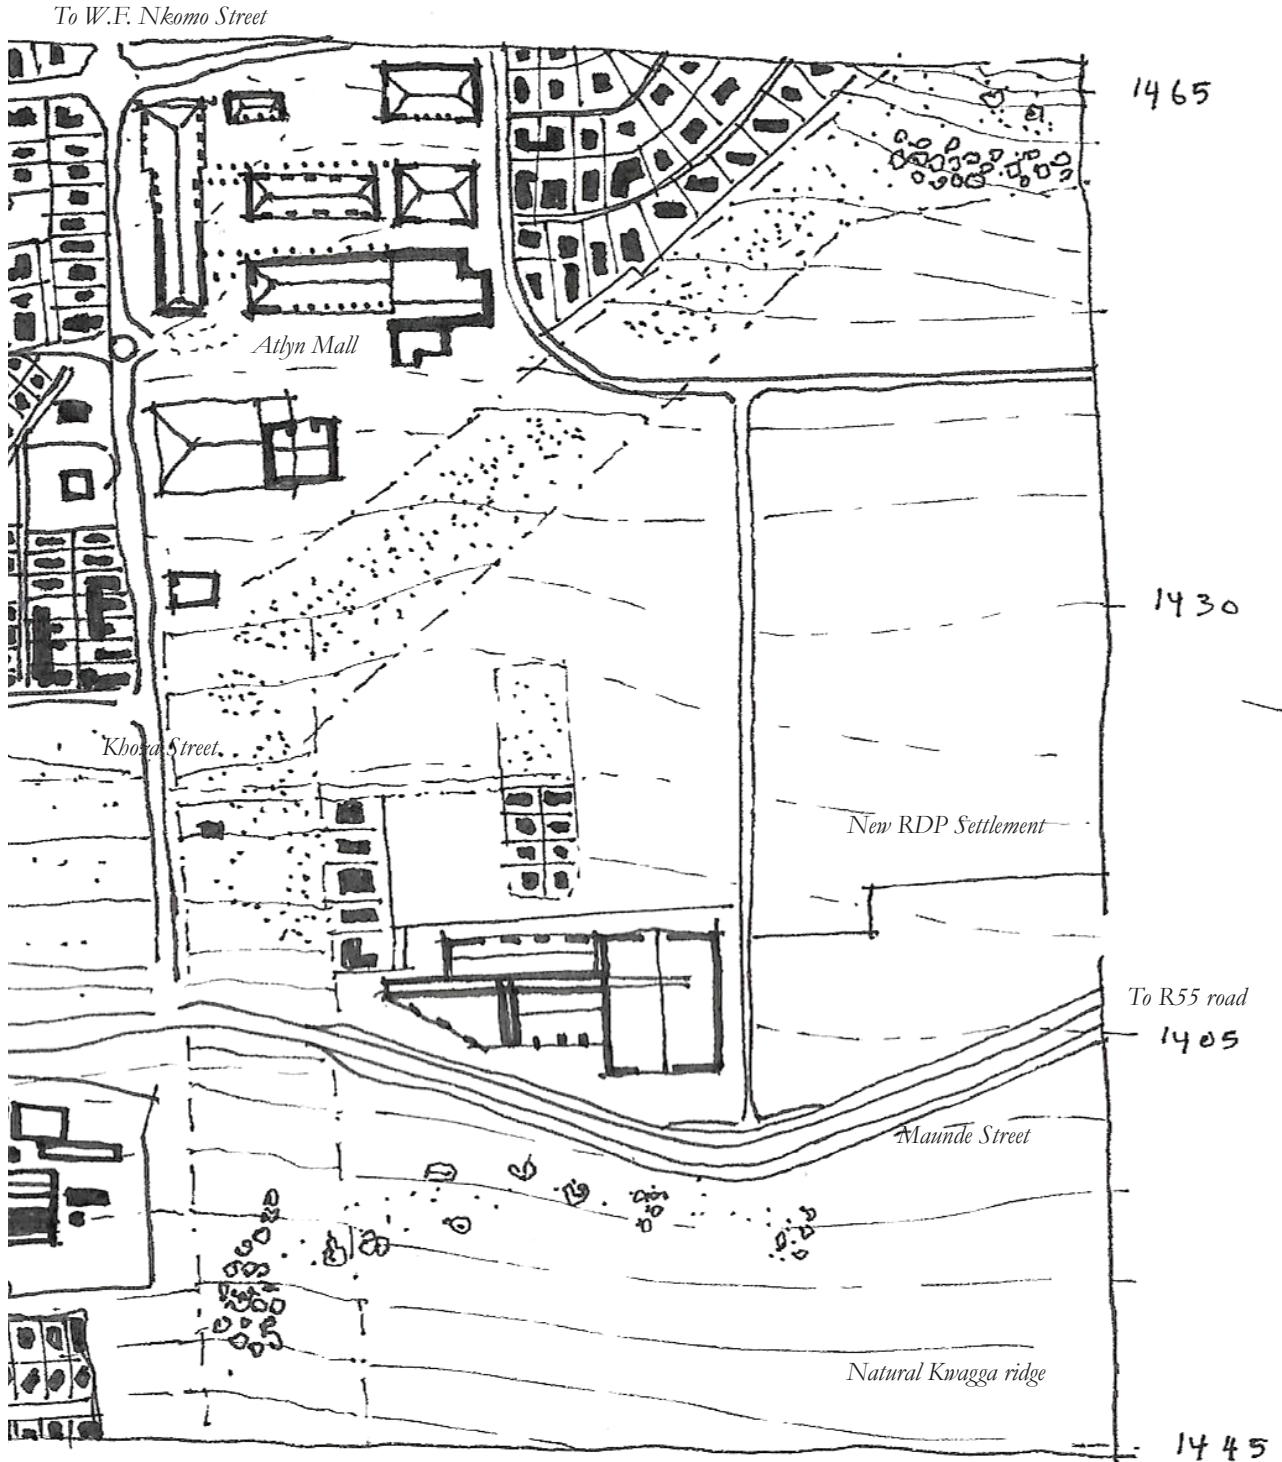 To W.F. Nkomo Street
1465
Atlyn Mall
1430
Khoza Street
New RDP Settlement
To R55 road
1405
Maunde Street
Natural Kwagga ridge
1445